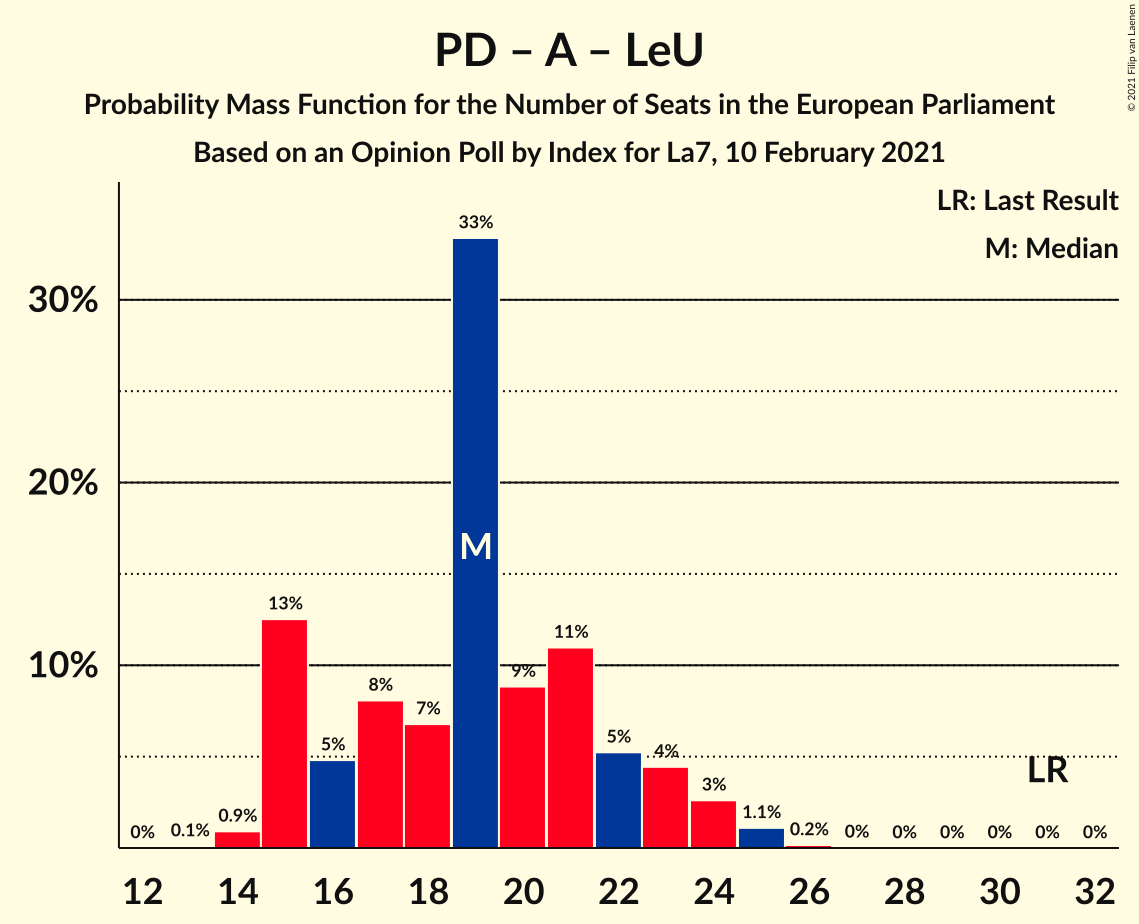 PD – A – LeU
Probability Mass Function for the Number of Seats in the European Parliament
Based on an Opinion Poll by Index for La7, 10 February 2021
© 2021 Filip van Laenen
LR: Last Result
M: Median
30%
20%
10%
0% 0.1% 0.9% 13% 5% 8% 7% 33% 9% 11% 5% 4% 3% 1.1% 0.2% 0% 0% 0% 0% 0% 0%
M
LR
12 14 16 18 20 22 24 26 28 30 32